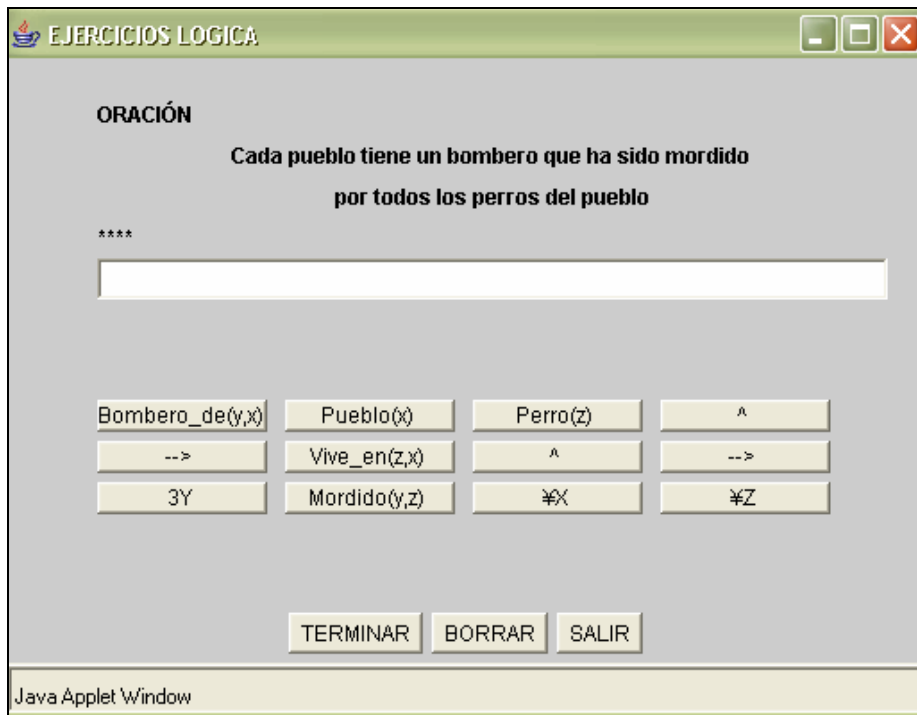 EJERCICIOS LOGICA
ORACIÓN
Cada pueblo tiene un bombero que ha sido mordido
por todos los perros del pueblo
****
Bombero_de(y,x) Pueblo(x) Perro(z) ^
--> Vive_en(z,x) ^ -->
3Y Mordido(y,z) ¥X ¥Z
TERMINAR BORRAR SALIR
Java Applet Window